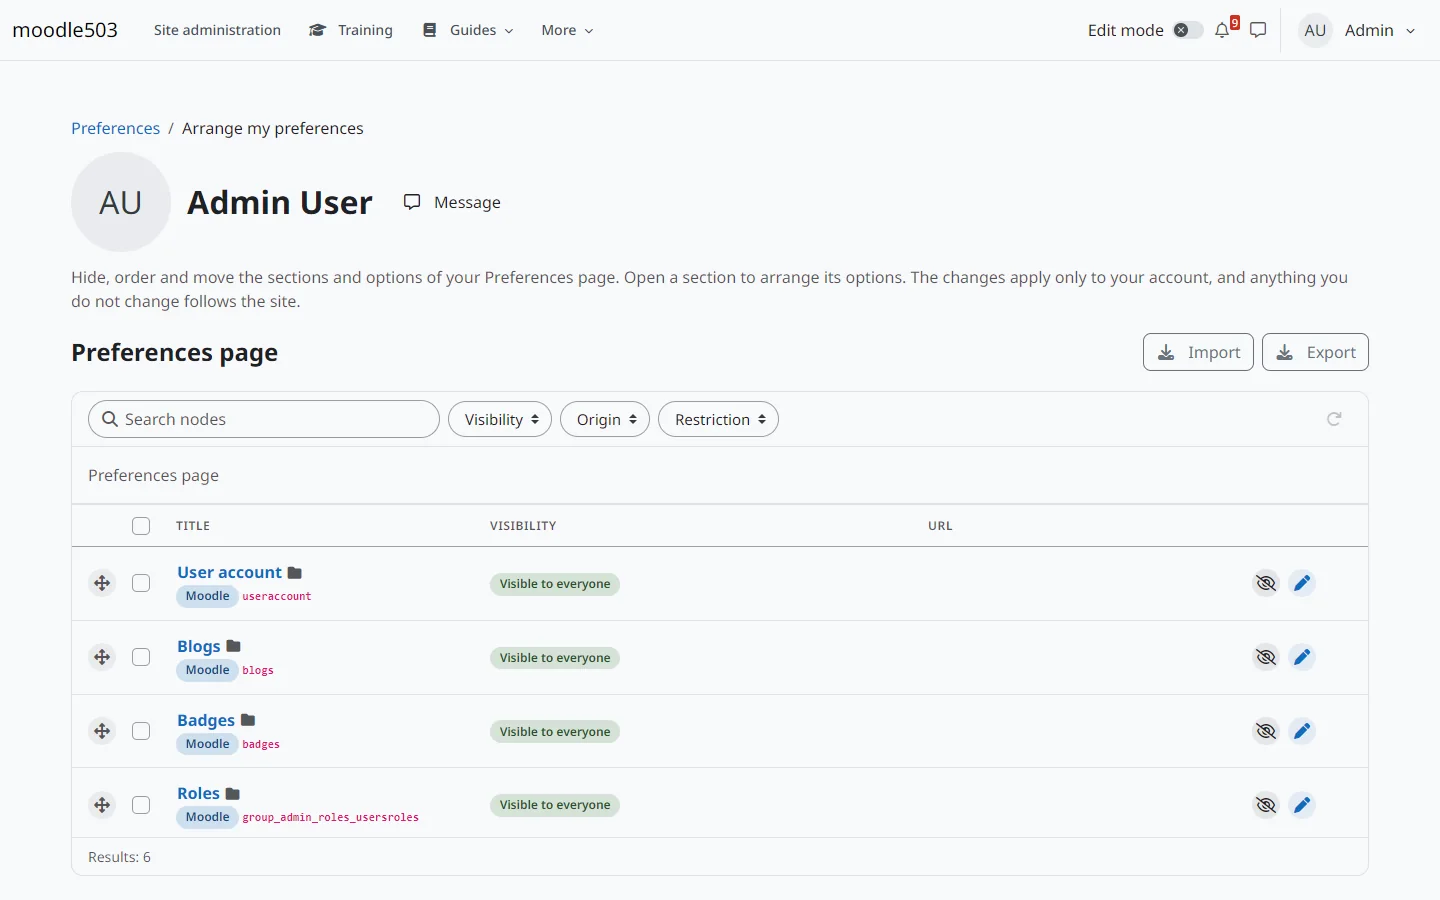 moodle503
Site administration
Training
Guides
More
Edit mode
9
AU
Admin
Preferences / Arrange my preferences
AU
Admin User
Message
Hide, order and move the sections and options of your Preferences page. Open a section to arrange its options. The changes apply only to your account, and anything you
do not change follows the site.
Preferences page
Import
Export
Search nodes
Visibility
Origin
Restriction
Preferences page
TITLE
VISIBILITY
URL
User account
Moodle useraccount
Visible to everyone
Blogs
Moodle blogs
Visible to everyone
Badges
Moodle badges
Visible to everyone
Roles
Moodle group_admin_roles_usersroles
Visible to everyone
Results: 6